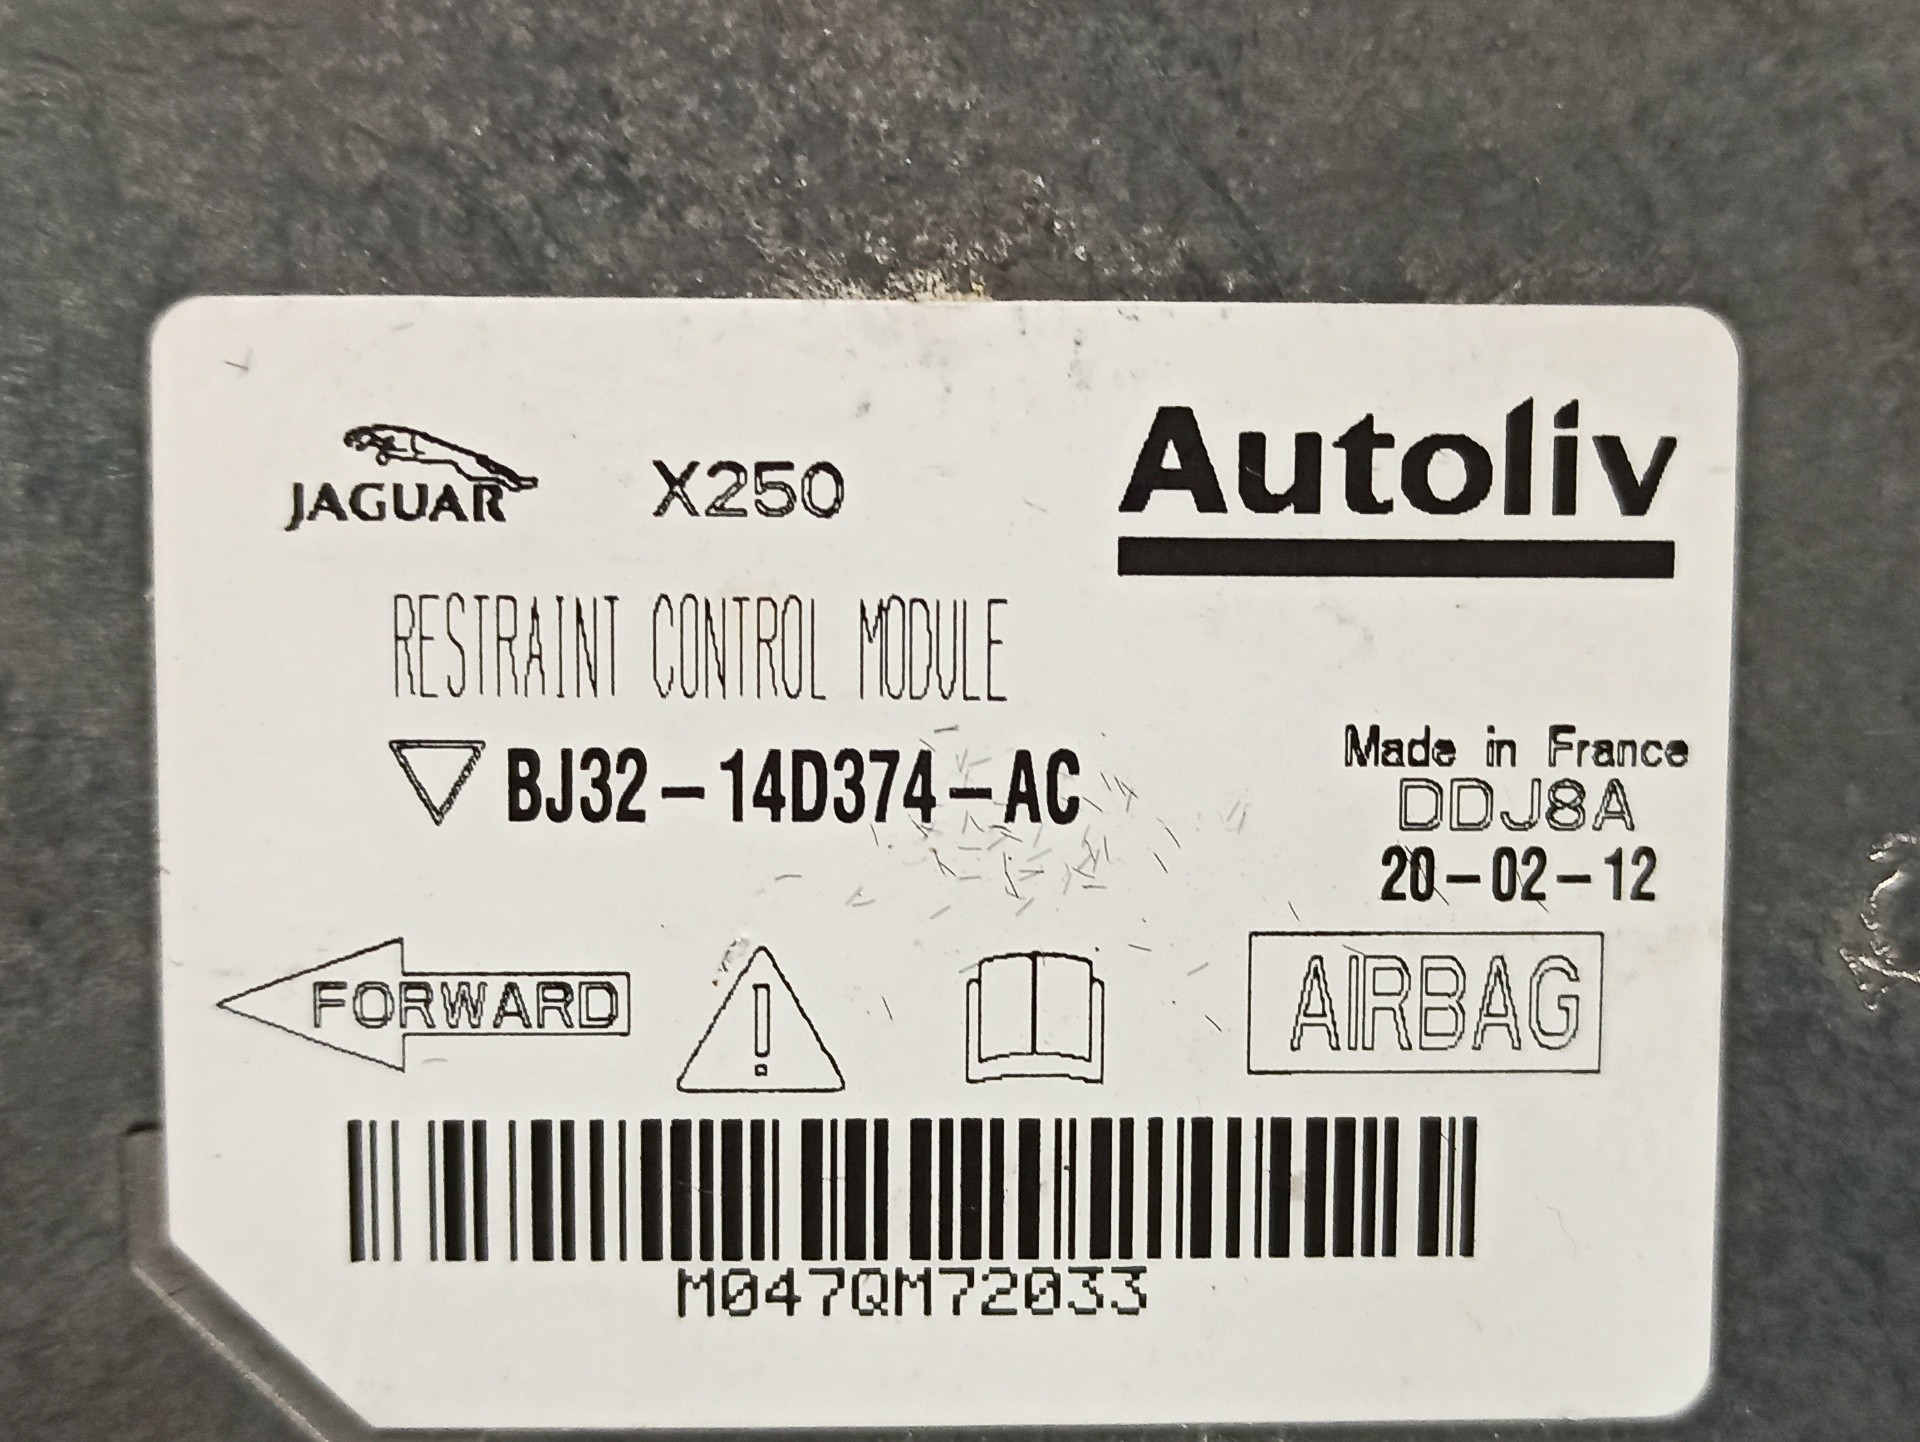 JAGUAR X250 Autoliv
RESTRAINT CONTROL MODULE
BJ32-14D374-AC
Made in France
DDJ8A
20-02-12
FORWARD
AIRBAG
M047QM72033